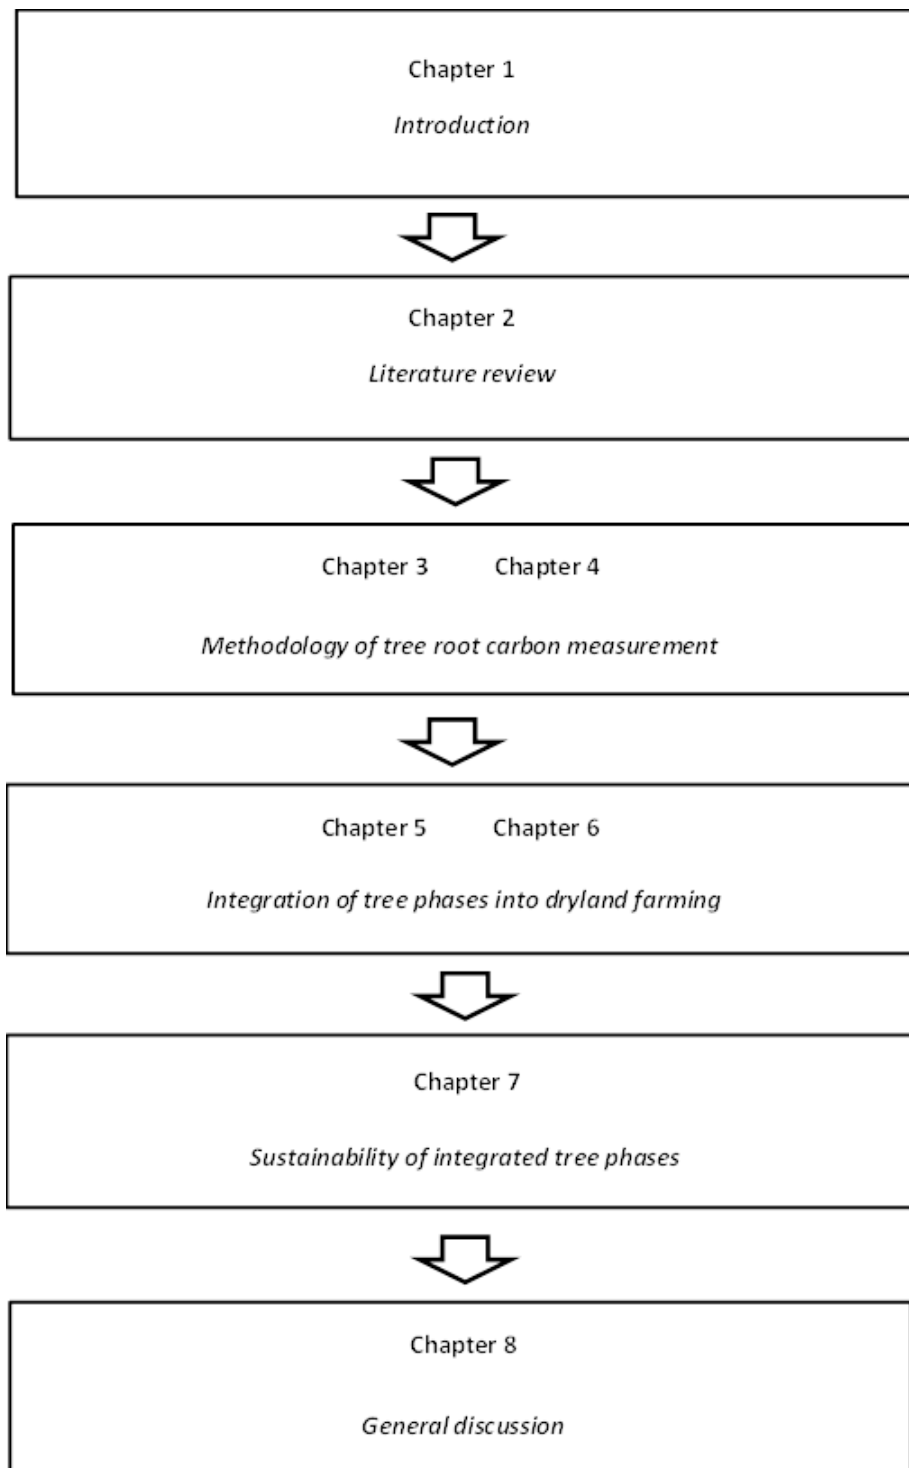 Chapter 1
Introduction
Chapter 2
Literature review
Chapter 3 Chapter 4
Methodology of tree root carbon measurement
Chapter 5 Chapter 6
Integration of tree phases into dryland farming
Chapter 7
Sustainability of integrated tree phases
Chapter 8
General discussion